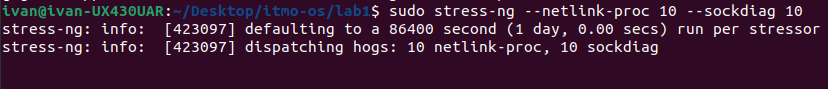 ivan@ivan-UX430UAR:~/Desktop/itmo-os/lab1$ sudo stress-ng --netlink-proc 10 --sockdiag 10
stress-ng: info:  [423097] defaulting to a 86400 second (1 day, 0.00 secs) run per stressor
stress-ng: info:  [423097] dispatching hogs: 10 netlink-proc, 10 sockdiag